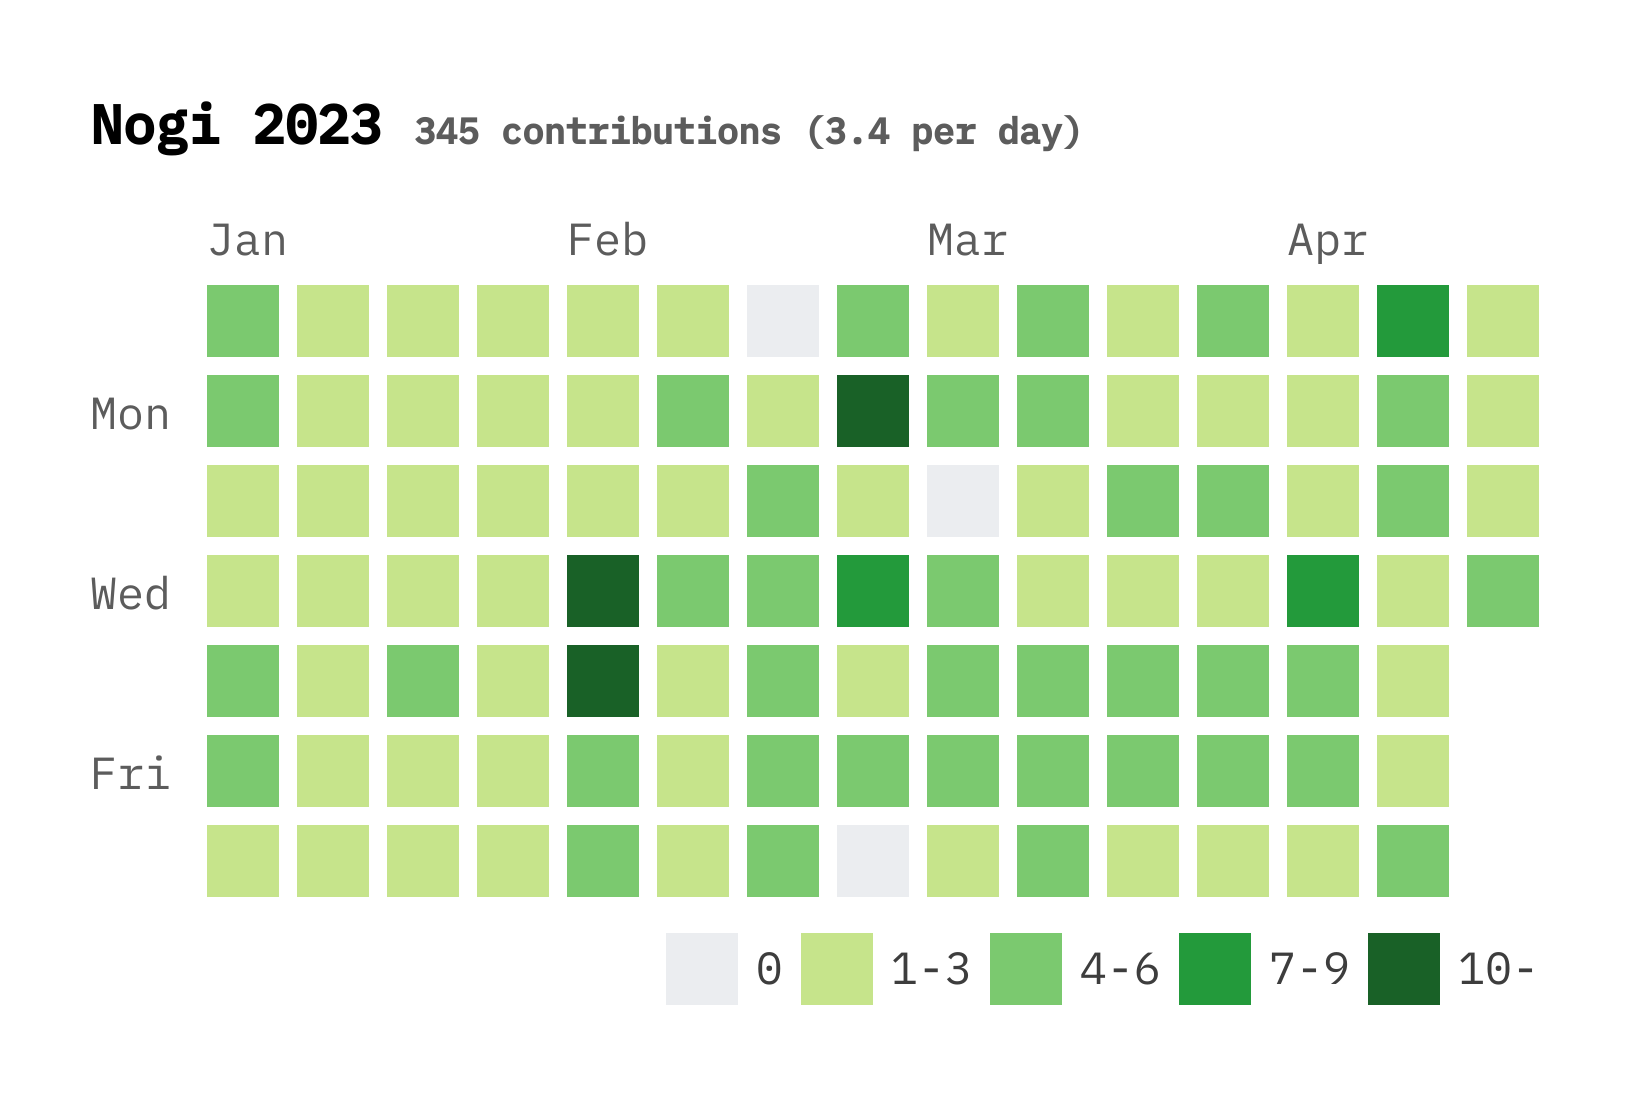 Nogi 2023 345 contributions (3.4 per day)
Jan Feb Mar Apr
Mon
Wed
Fri
0 1-3 4-6 7-9 10-